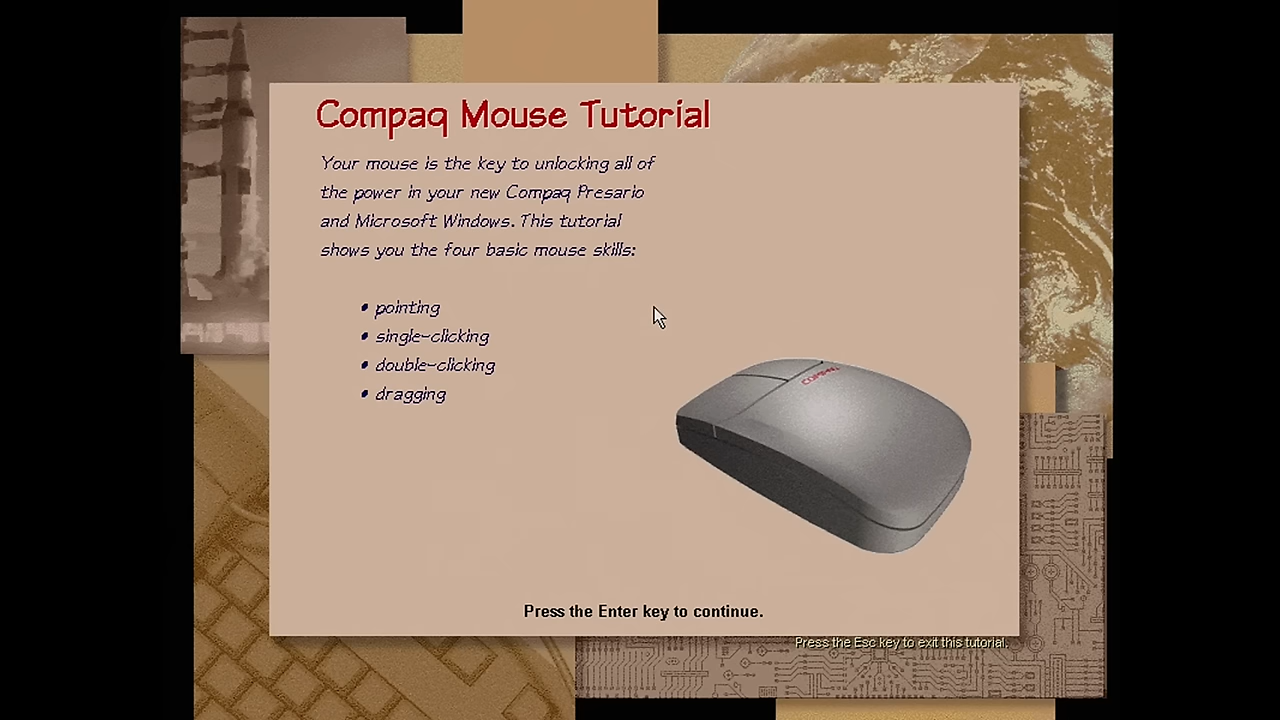 Compaq Mouse Tutorial
Your mouse is the key to unlocking all of
the power in your new Compaq Presario
and Microsoft Windows. This tutorial
shows you the four basic mouse skills:
• pointing
• single-clicking
• double-clicking
• dragging
COMPAQ
Press the Enter key to continue.
Press the Esc key to exit this tutorial.